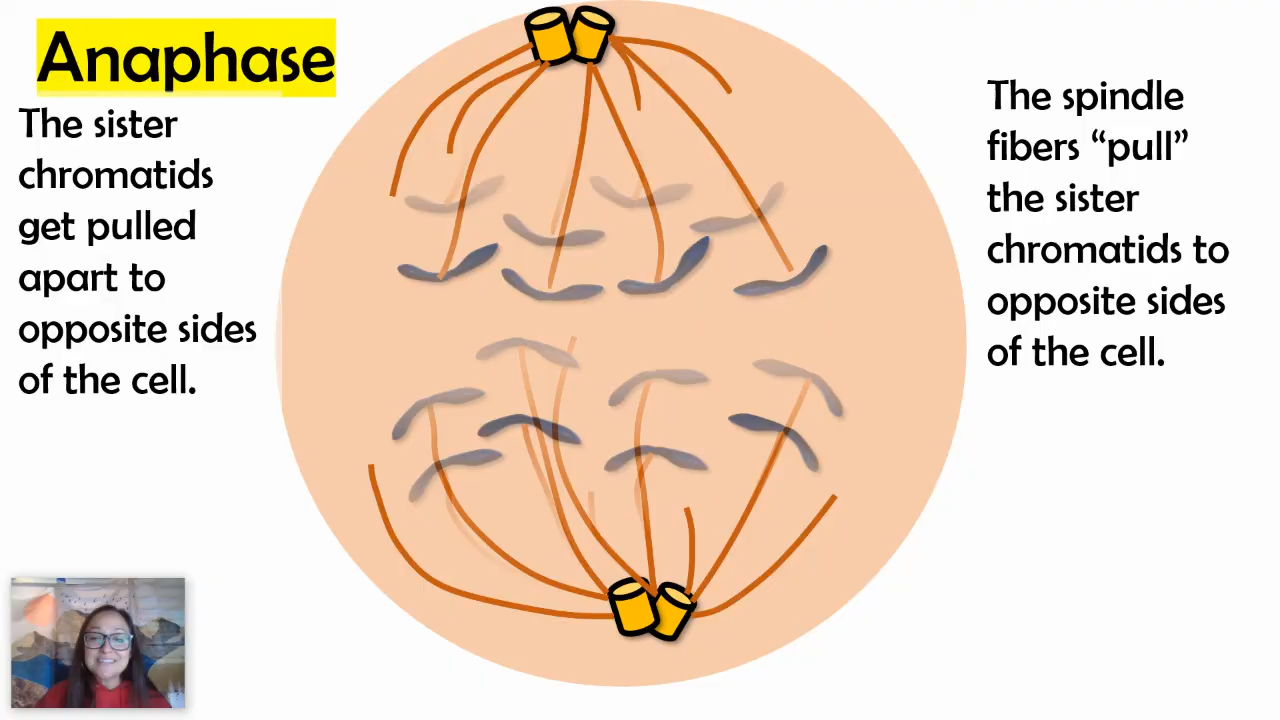 Anaphase
The sister
chromatids
get pulled
apart to
opposite sides
of the cell.
The spindle
fibers “pull”
the sister
chromatids to
opposite sides
of the cell.